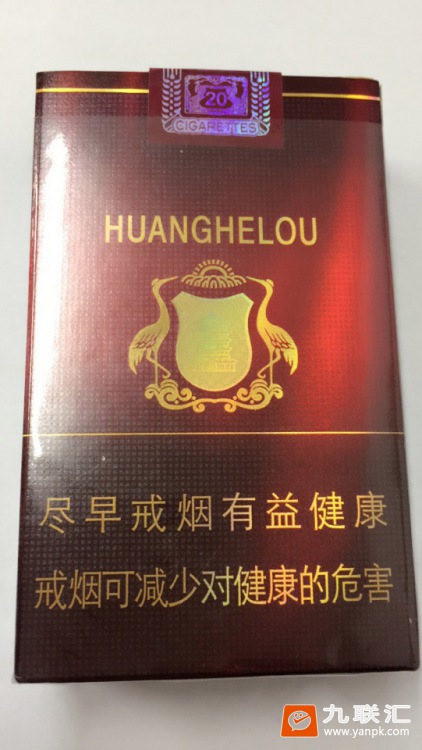 20
CIGARETTES
HUANGHELOU
尽早戒烟有益健康
戒烟可减少对健康的危害
九联汇
www.yanpk.com